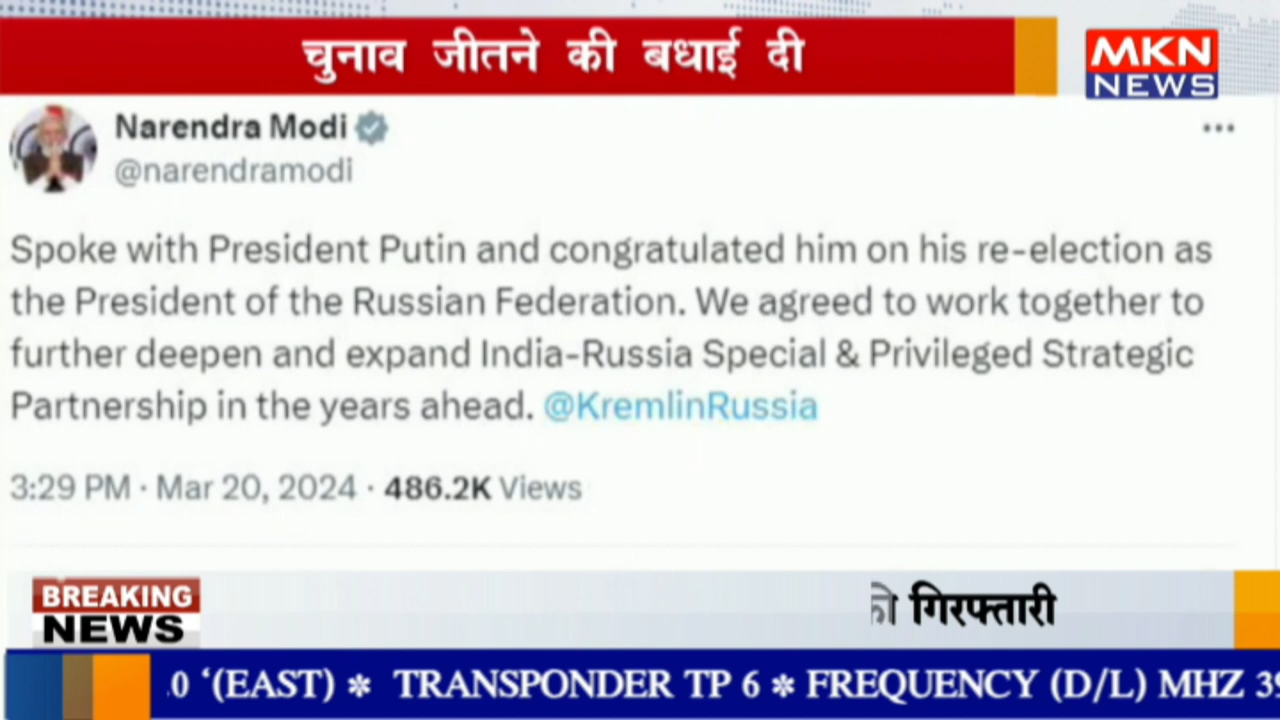 चुनाव जीतने की बधाई दी
MKN
NEWS
Narendra Modi
@narendramodi
Spoke with President Putin and congratulated him on his re-election as
the President of the Russian Federation. We agreed to work together to
further deepen and expand India-Russia Special & Privileged Strategic
Partnership in the years ahead. @KremlinRussia
3:29 PM · Mar 20, 2024 · 486.2K Views
BREAKING
NEWS
गिरफ्तारी
.0 ‘(EAST) * TRANSPONDER TP 6 * FREQUENCY (D/L) MHZ